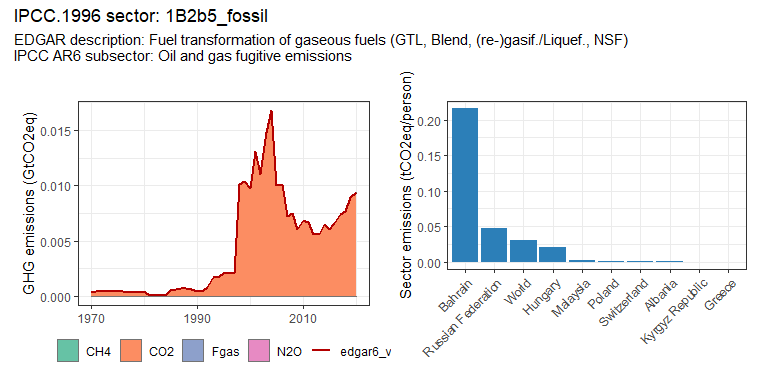 IPCC.1996 sector: 1B2b5_fossil
EDGAR description: Fuel transformation of gaseous fuels (GTL, Blend, (re-)gasif./Liquef., NSF)
IPCC AR6 subsector: Oil and gas fugitive emissions
GHG emissions (GtCO2eq)
0.015
0.010
0.005
0.000
1970
1990
2010
CH4
CO2
Fgas
N2O
edgar6_v
Sector emissions (tCO2eq/person)
0.20
0.15
0.10
0.05
0.00
Bahrain
Russian Federation
World
Hungary
Malaysia
Poland
Switzerland
Albania
Kyrgyz Republic
Greece